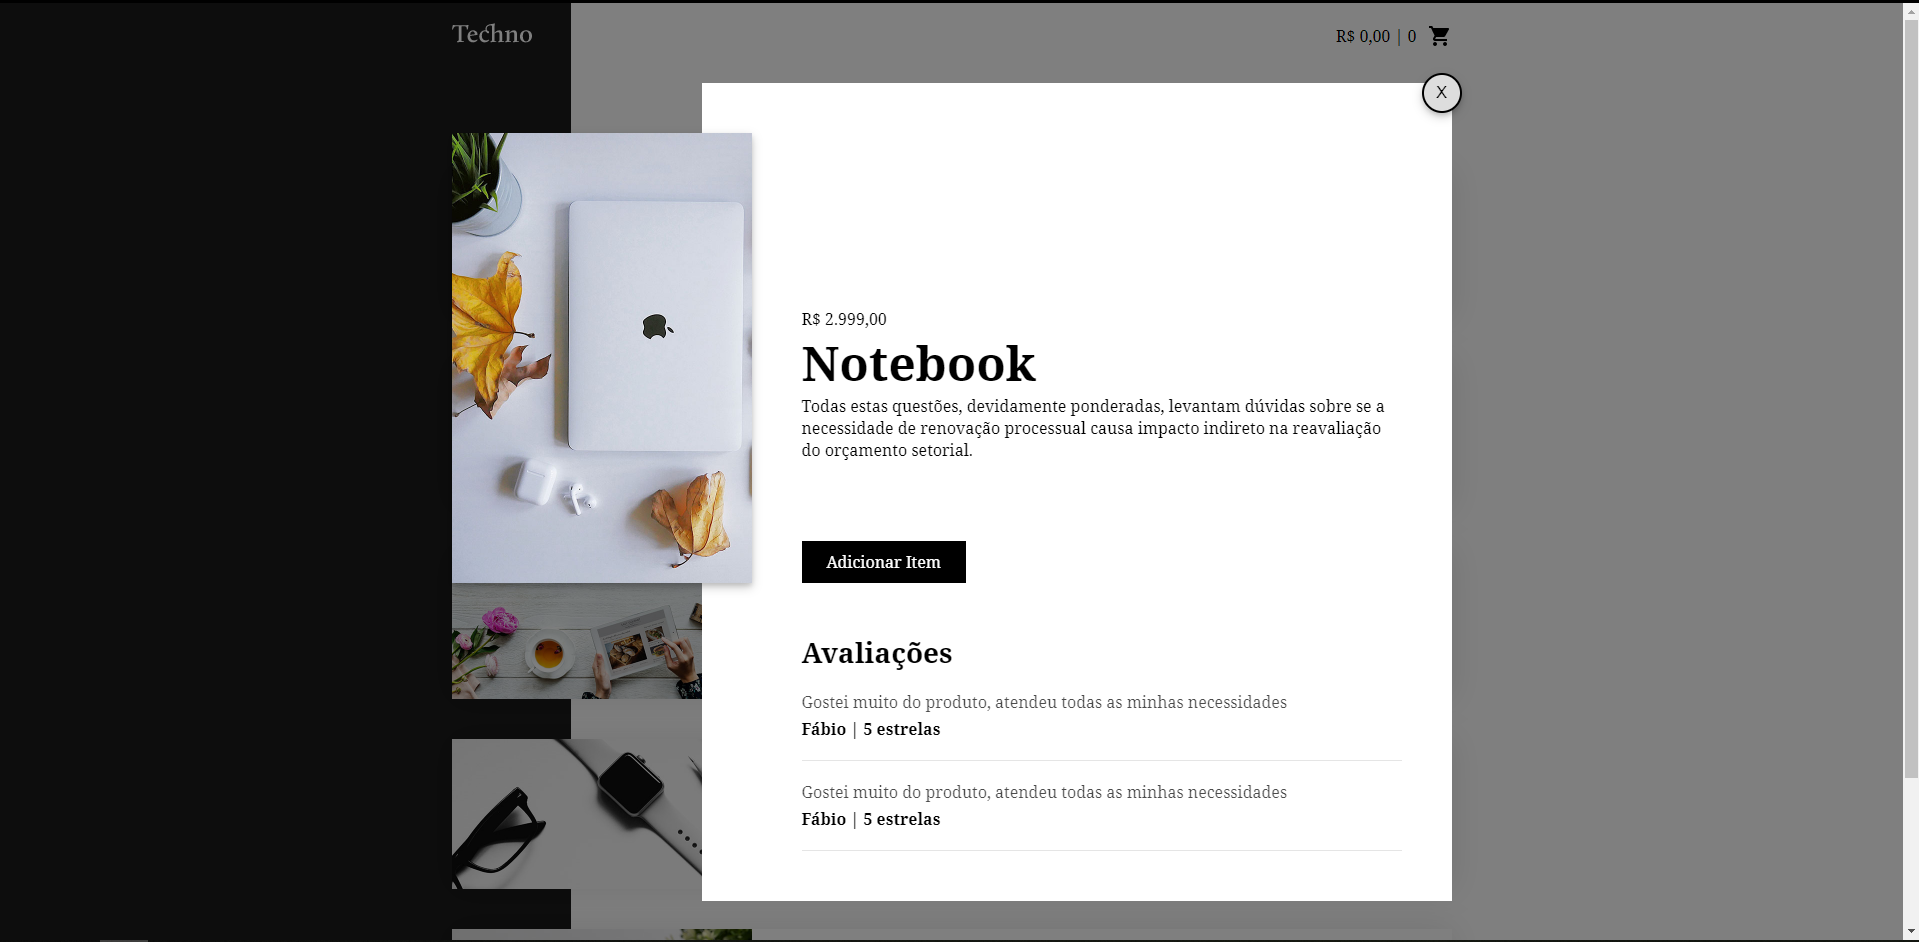 Techno
R$ 0,00 | 0
X
R$ 2.999,00
Notebook
Todas estas questões, devidamente ponderadas, levantam dúvidas sobre se a
necessidade de renovação processual causa impacto indireto na reavaliação
do orçamento setorial.
Adicionar Item
Avaliações
Gostei muito do produto, atendeu todas as minhas necessidades
Fábio | 5 estrelas
Gostei muito do produto, atendeu todas as minhas necessidades
Fábio | 5 estrelas